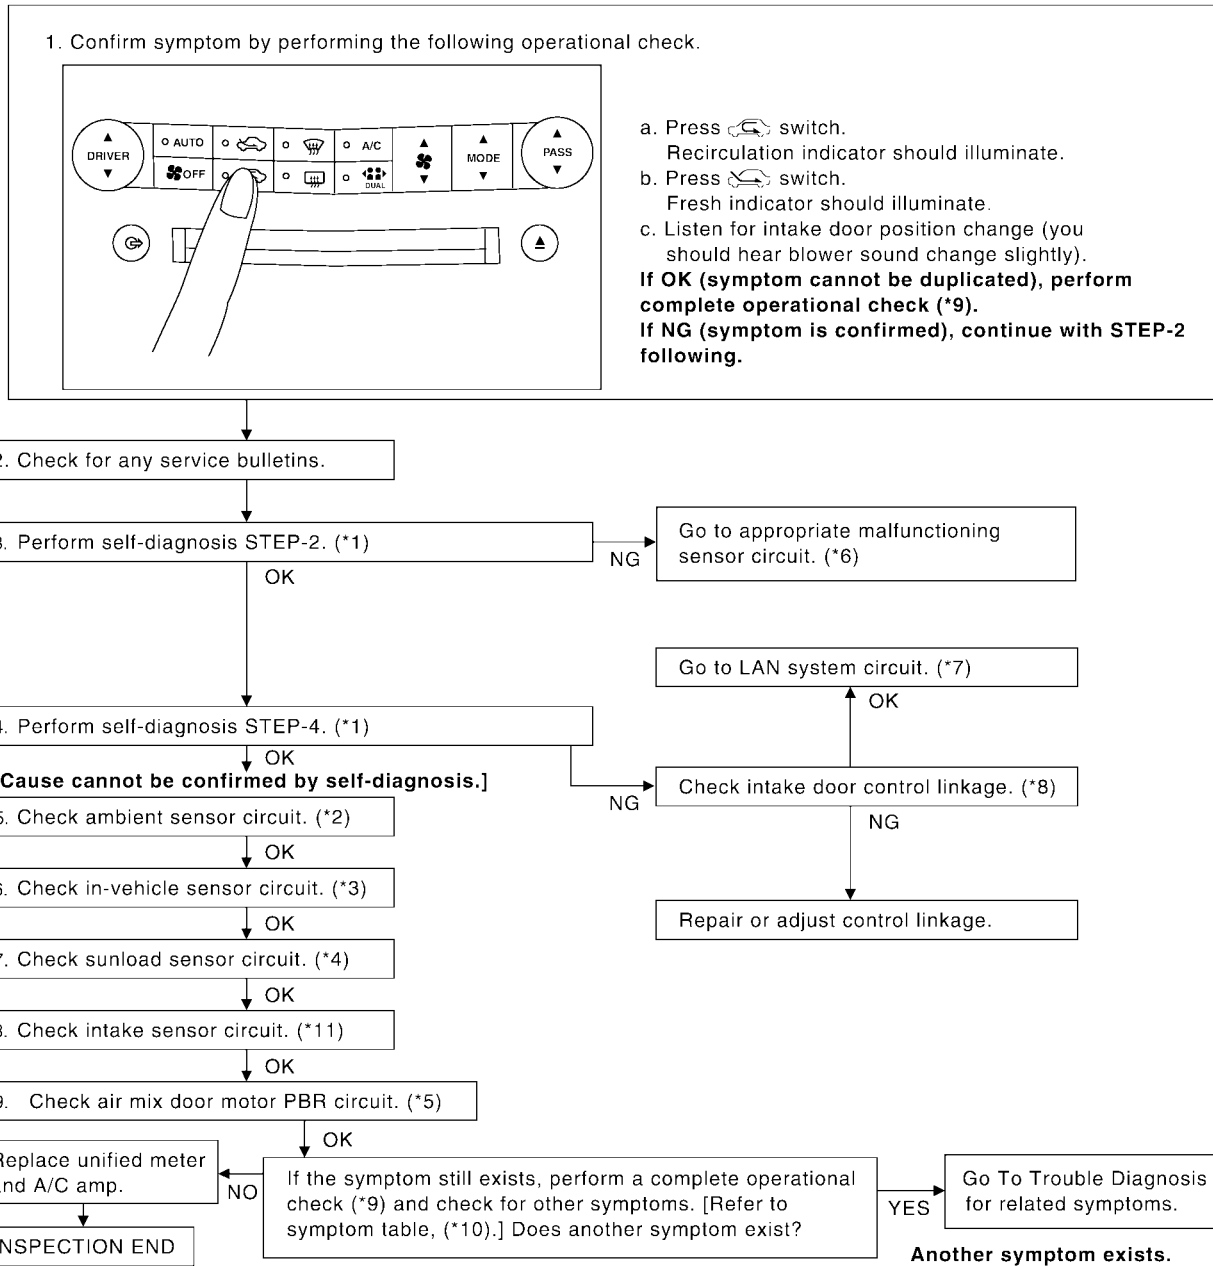 1. Confirm symptom by performing the following operational check.
DRIVER
AUTO
OFF
A/C
DUAL
MODE
PASS
a. Press switch.
Recirculation indicator should illuminate.
b. Press switch.
Fresh indicator should illuminate.
c. Listen for intake door position change (you
should hear blower sound change slightly).
If OK (symptom cannot be duplicated), perform
complete operational check (*9).
If NG (symptom is confirmed), continue with STEP-2
following.
2. Check for any service bulletins.
3. Perform self-diagnosis STEP-2. (*1)
NG
Go to appropriate malfunctioning
sensor circuit. (*6)
OK
Go to LAN system circuit. (*7)
OK
4. Perform self-diagnosis STEP-4. (*1)
OK
Cause cannot be confirmed by self-diagnosis.]
NG
Check intake door control linkage. (*8)
NG
Repair or adjust control linkage.
5. Check ambient sensor circuit. (*2)
OK
6. Check in-vehicle sensor circuit. (*3)
OK
7. Check sunload sensor circuit. (*4)
OK
8. Check intake sensor circuit. (*11)
OK
9. Check air mix door motor PBR circuit. (*5)
OK
If the symptom still exists, perform a complete operational
check (*9) and check for other symptoms. [Refer to
symptom table, (*10).] Does another symptom exist?
NO
Replace unified meter
and A/C amp.
INSPECTION END
YES
Go To Trouble Diagnosis
for related symptoms.
Another symptom exists.